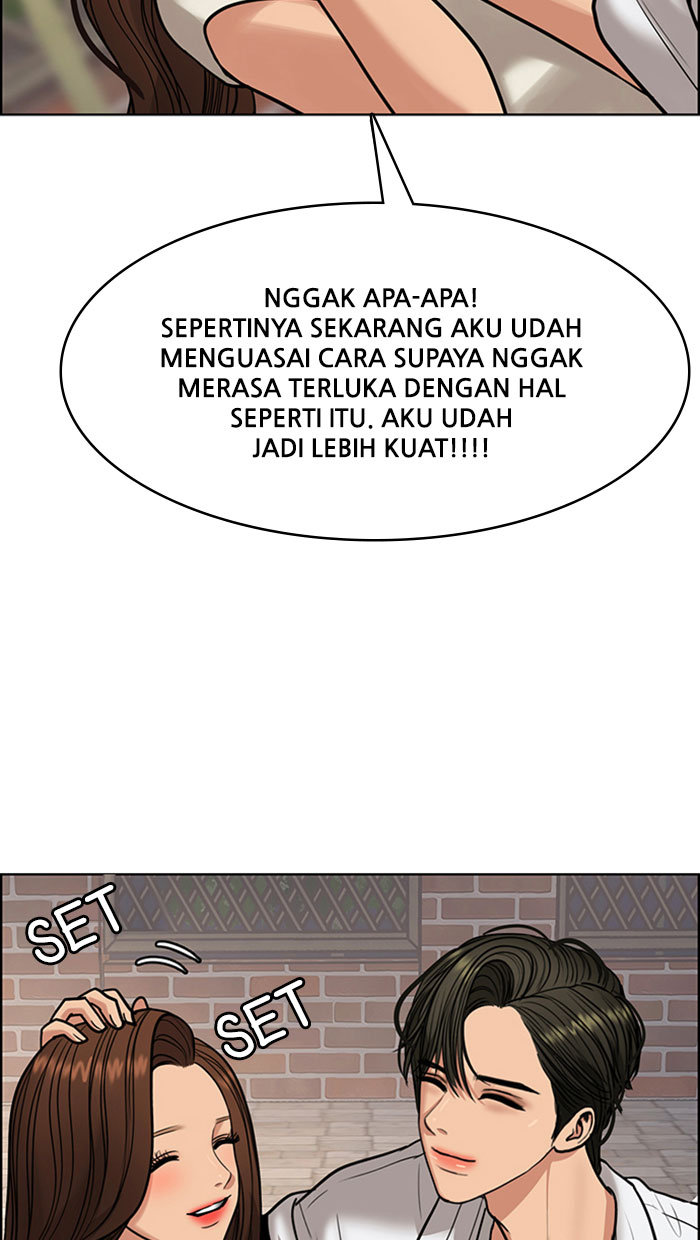 NGGAK APA-APA!
SEPERTINYA SEKARANG AKU UDAH
MENGUASAI CARA SUPAYA NGGAK
MERASA TERLUKA DENGAN HAL
SEPERTI ITU. AKU UDAH
JADI LEBIH KUAT!!!!
SET
SET